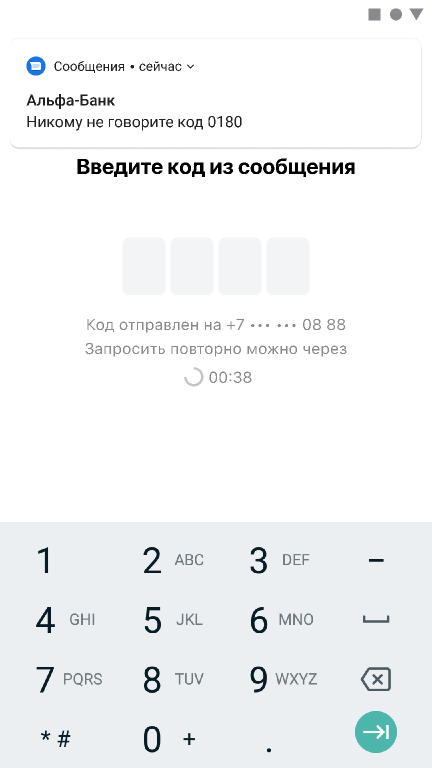 Сообщения • сейчас
Альфа-Банк
Никому не говорите код 0180
Введите код из сообщения
Код отправлен на +7 ••• ••• 08 88
Запросить повторно можно через
00:38
1 2 ABC 3 DEF –
4 GHI 5 JKL 6 MNO
7 PQRS 8 TUV 9 WXYZ
* # 0 + .